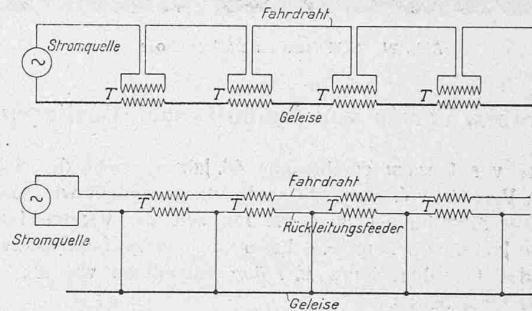 Fahrdraht
Stromquelle
T T T T
Geleise
Fahrdraht
T T T T
Rückleitungsfeeder
Stromquelle
Geleise